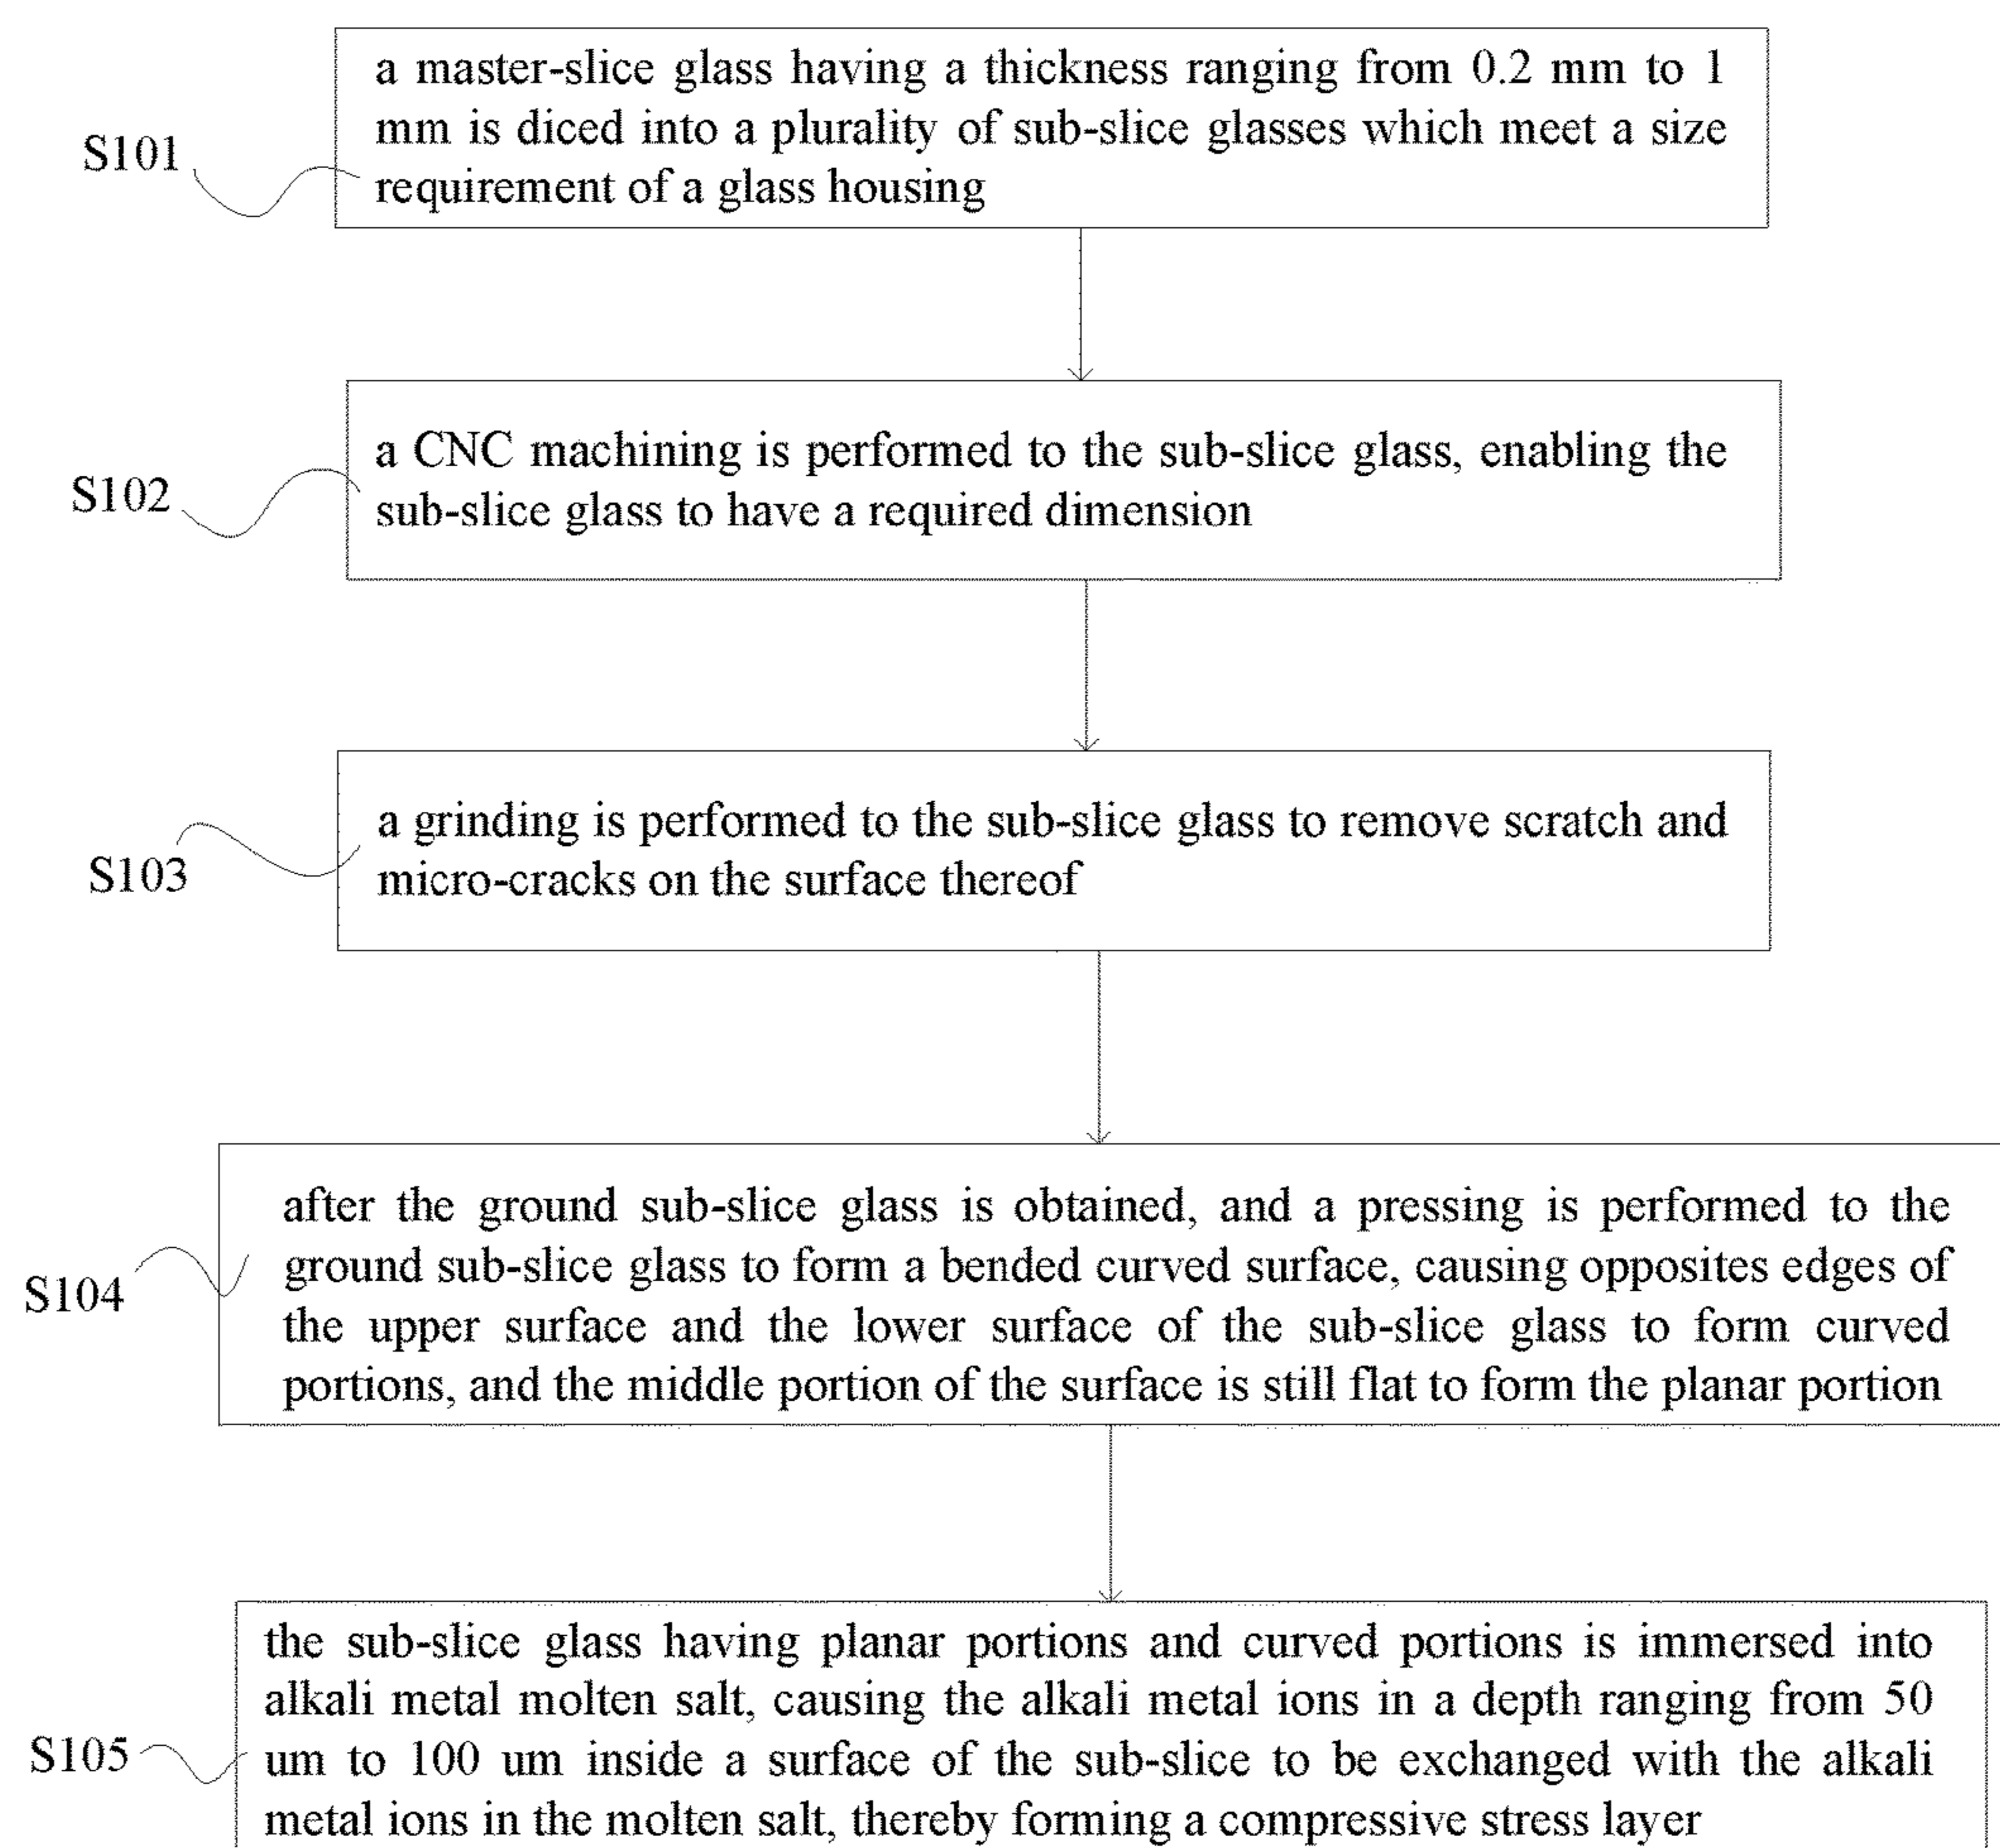 a master-slice glass having a thickness ranging from 0.2 mm to 1
mm is diced into a plurality of sub-slice glasses which meet a size
requirement of a glass housing
S101
a CNC machining is performed to the sub-slice glass, enabling the
sub-slice glass to have a required dimension
S102
a grinding is performed to the sub-slice glass to remove scratch and
micro-cracks on the surface thereof
S103
after the ground sub-slice glass is obtained, and a pressing is performed to the
ground sub-slice glass to form a bended curved surface, causing opposites edges of
the upper surface and the lower surface of the sub-slice glass to form curved
portions, and the middle portion of the surface is still flat to form the planar portion
S104
the sub-slice glass having planar portions and curved portions is immersed into
alkali metal molten salt, causing the alkali metal ions in a depth ranging from 50
um to 100 um inside a surface of the sub-slice to be exchanged with the alkali
metal ions in the molten salt, thereby forming a compressive stress layer
S105